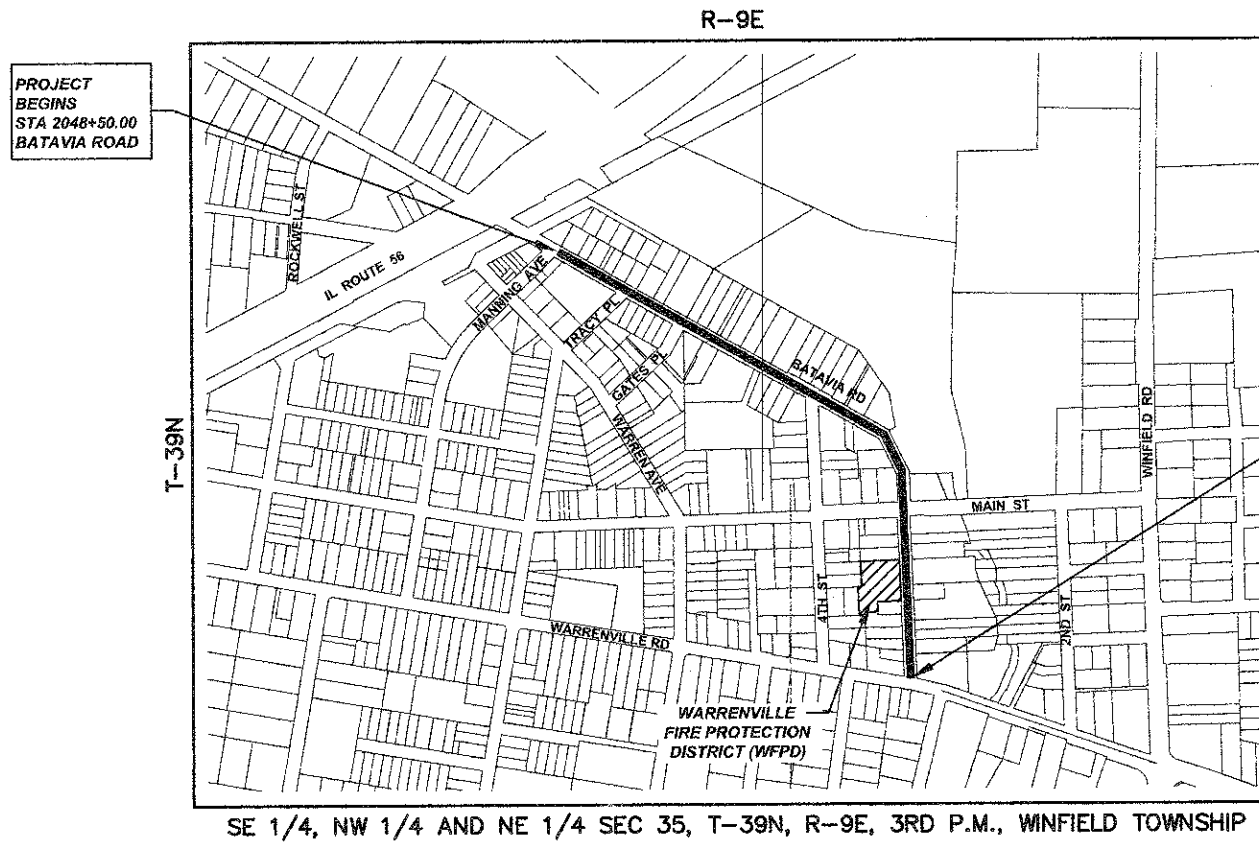 R-9E
PROJECT
BEGINS
STA 2048+50.00
BATAVIA ROAD
ROCKWELL ST
IL ROUTE 56
MANNING AVE
TRACY PL
GATES PL
BATAVIA RD
WARREN AVE
WINFIELD RD
T-39N
MAIN ST
4TH ST
2ND ST
WARRENVILLE RD
WARRENVILLE
FIRE PROTECTION
DISTRICT (WFPD)
SE 1/4, NW 1/4 AND NE 1/4 SEC 35, T-39N, R-9E, 3RD P.M., WINFIELD TOWNSHIP